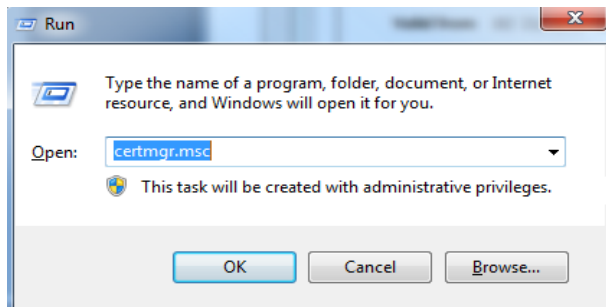 Run
Type the name of a program, folder, document, or Internet
resource, and Windows will open it for you.
Open: certmgr.msc
This task will be created with administrative privileges.
OK Cancel Browse...